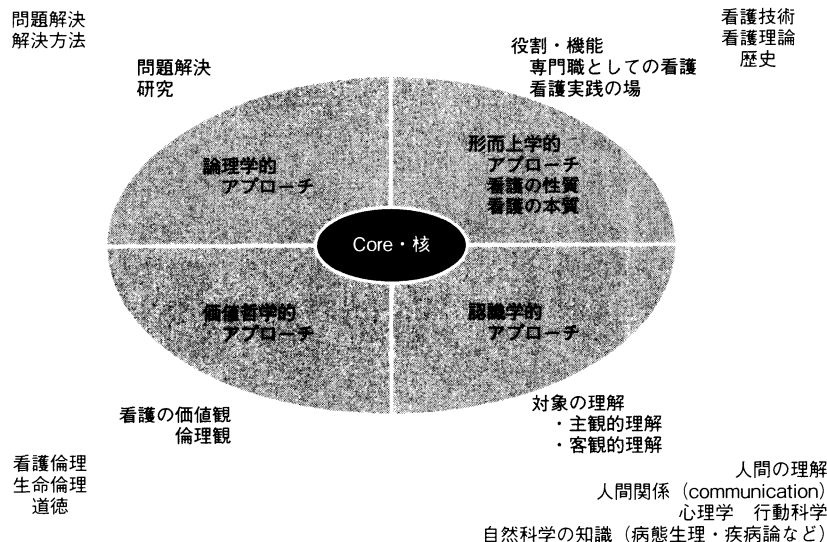 問題解決
解決方法
問題解決
研究
論理学的
アプローチ
役割・機能
専門職としての看護
看護実践の場
看護技術
看護理論
歴史
形而上学的
アプローチ
看護の性質
看護の本質
Core・核
価値哲学的
アプローチ
認識学的
アプローチ
看護の価値観
倫理観
看護倫理
生命倫理
道徳
対象の理解
・主観的理解
・客観的理解
人間の理解
人間関係（communication）
心理学　行動科学
自然科学の知識（病態生理・疾病論など）